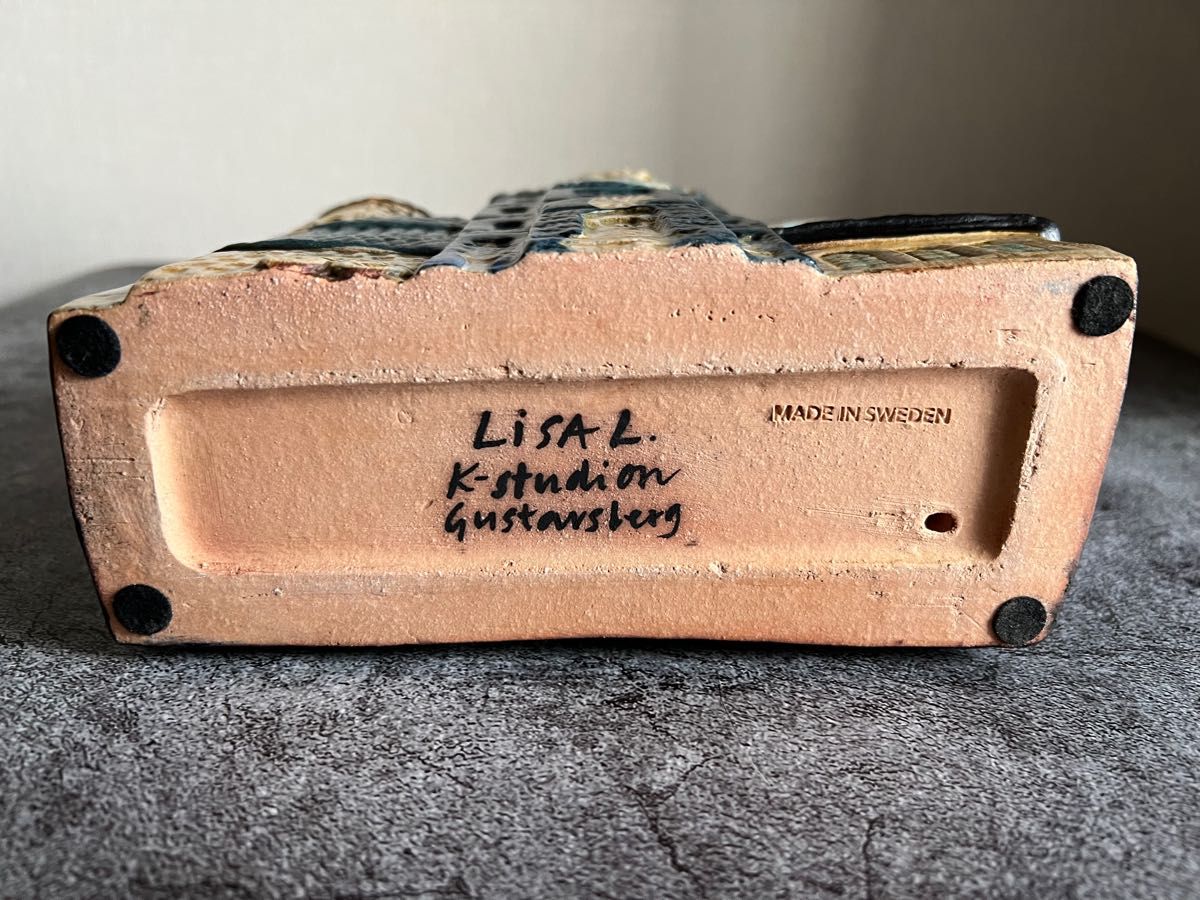 LiSA L.
K-studion
Gustavsberg
MADE IN SWEDEN